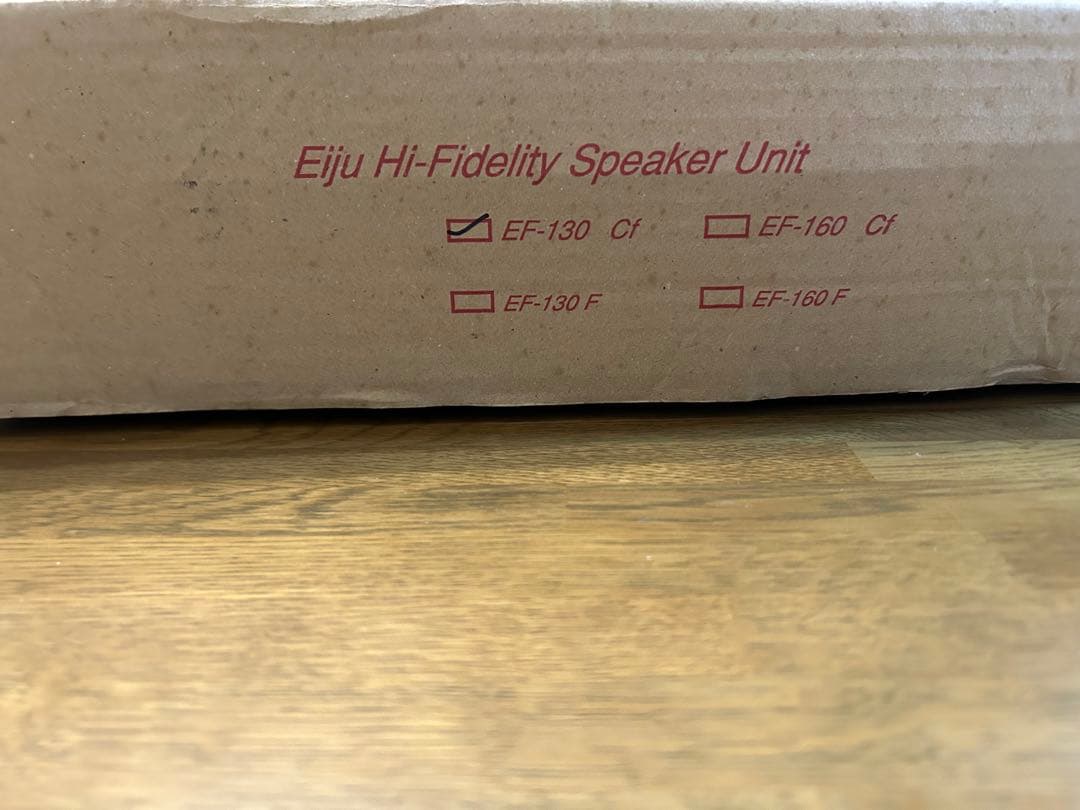 Eiju Hi-Fidelity Speaker Unit
EF-130 Cf EF-160 Cf
EF-130 F EF-160 F